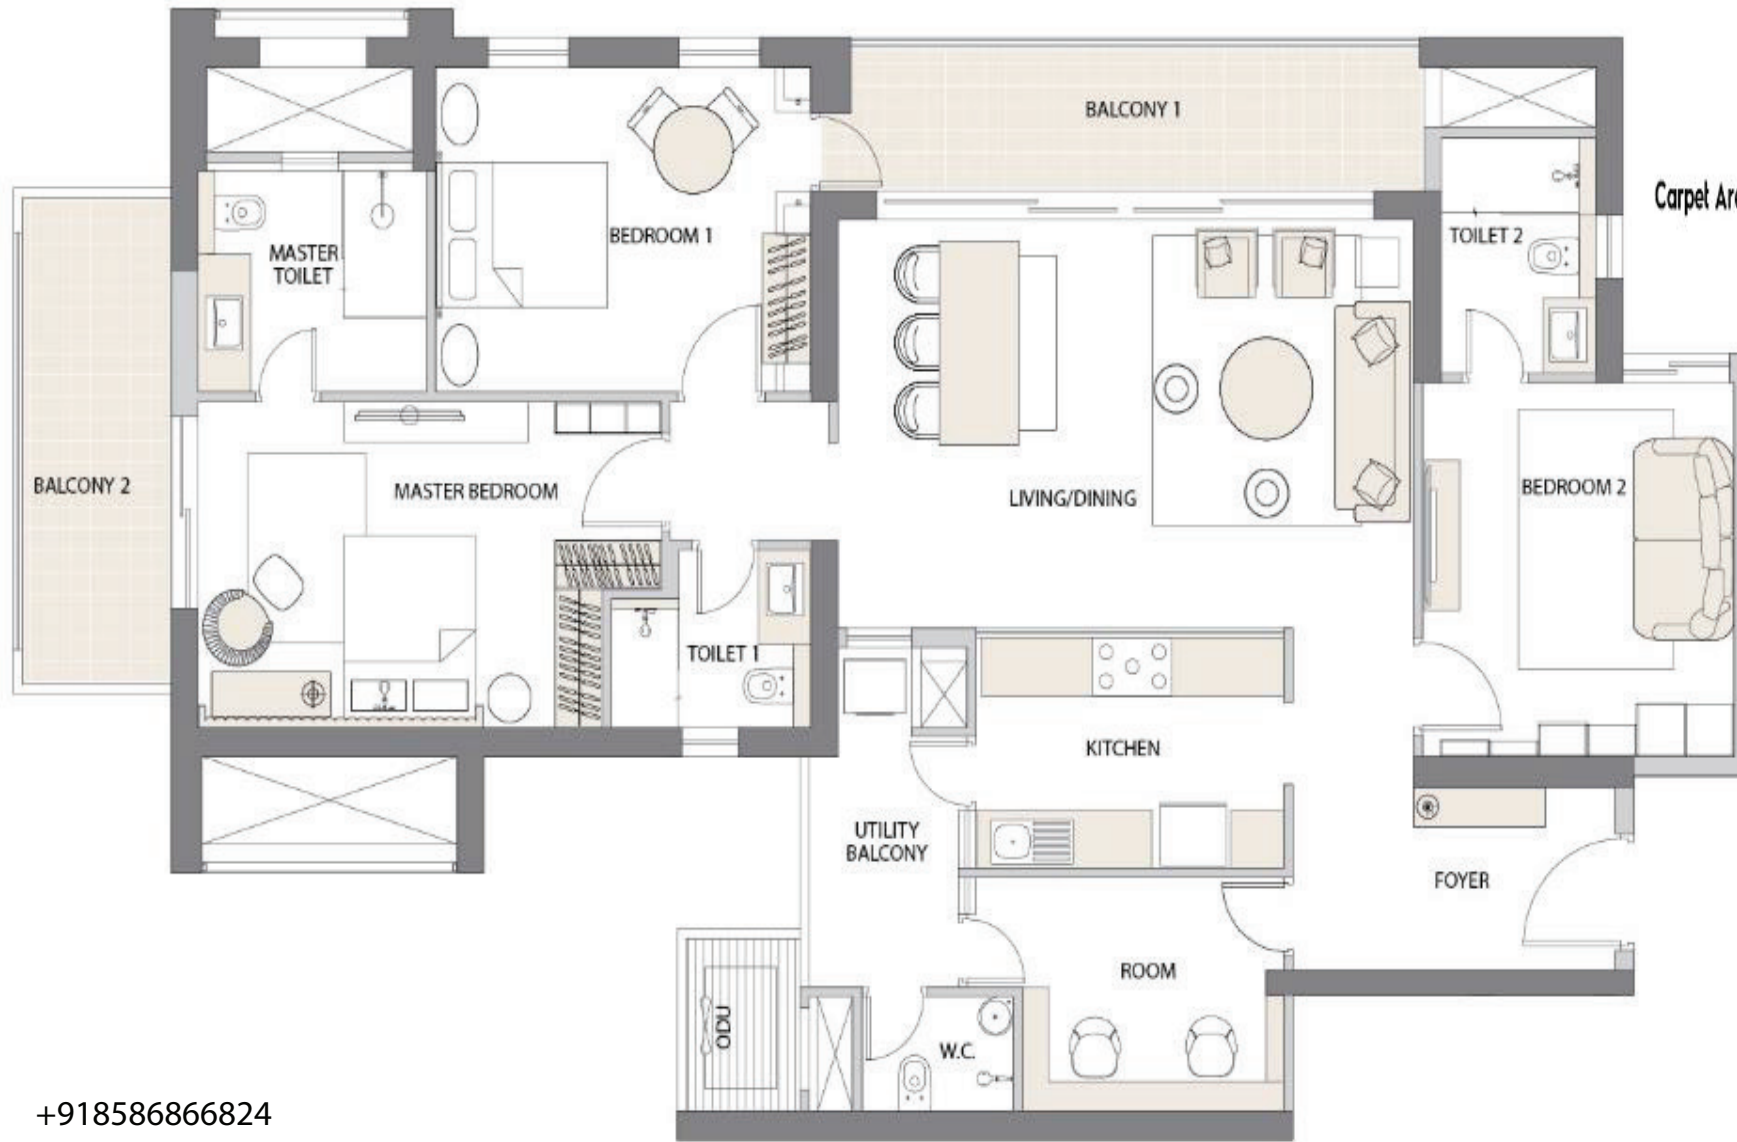 BALCONY 1
Carpet Are
MASTER
TOILET
BEDROOM 1
TOILET 2
BALCONY 2
MASTER BEDROOM
LIVING/DINING
BEDROOM 2
TOILET 1
KITCHEN
UTILITY
BALCONY
FOYER
ROOM
ODU
W.C.
+918586866824